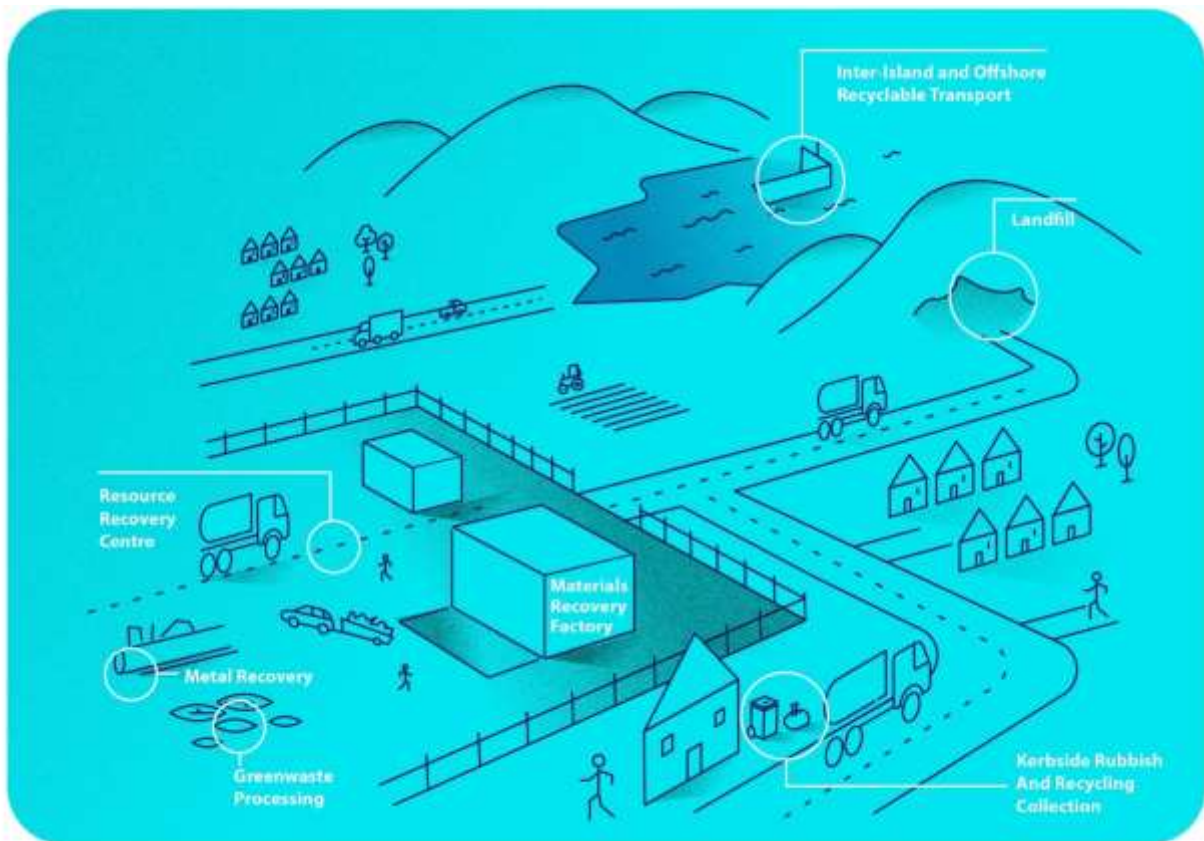 Inter-Island and Offshore
Recyclable Transport
Landfill
Resource
Recovery
Centre
Materials
Recovery
Factory
Metal Recovery
Greenwaste
Processing
Kerbside Rubbish
And Recycling
Collection